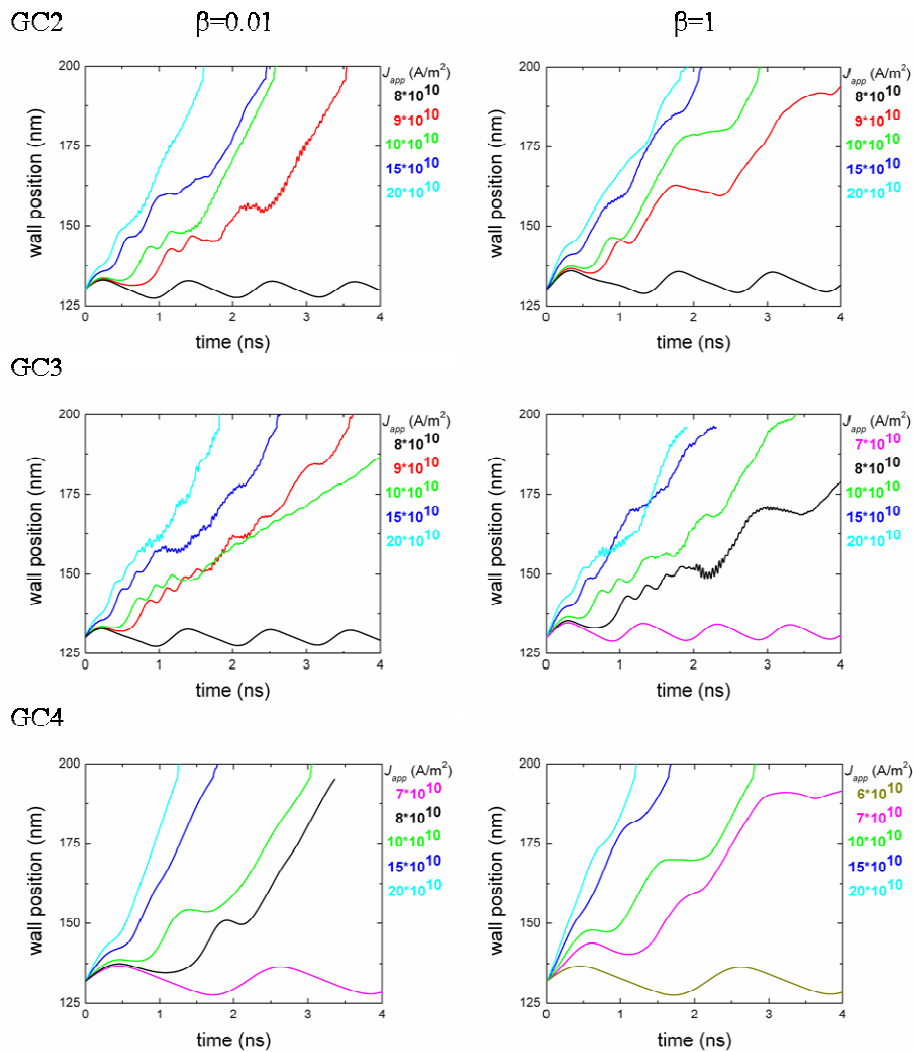 GC2 β=0.01 β=1
wall position (nm)
200
175
150
125
0 1 2 3 4
time (ns)
J_app (A/m²)
8*10^10
9*10^10
10*10^10
15*10^10
20*10^10
wall position (nm)
200
175
150
125
0 1 2 3 4
time (ns)
J_app (A/m²)
8*10^10
9*10^10
10*10^10
15*10^10
20*10^10
GC3
wall position (nm)
200
175
150
125
0 1 2 3 4
time (ns)
J_app (A/m²)
8*10^10
9*10^10
10*10^10
15*10^10
20*10^10
wall position (nm)
200
175
150
125
0 1 2 3 4
time (ns)
J_app (A/m²)
7*10^10
8*10^10
10*10^10
15*10^10
20*10^10
GC4
wall position (nm)
200
175
150
125
0 1 2 3 4
time (ns)
J_app (A/m²)
7*10^10
8*10^10
10*10^10
15*10^10
20*10^10
wall position (nm)
200
175
150
125
0 1 2 3 4
time (ns)
J_app (A/m²)
6*10^10
7*10^10
10*10^10
15*10^10
20*10^10